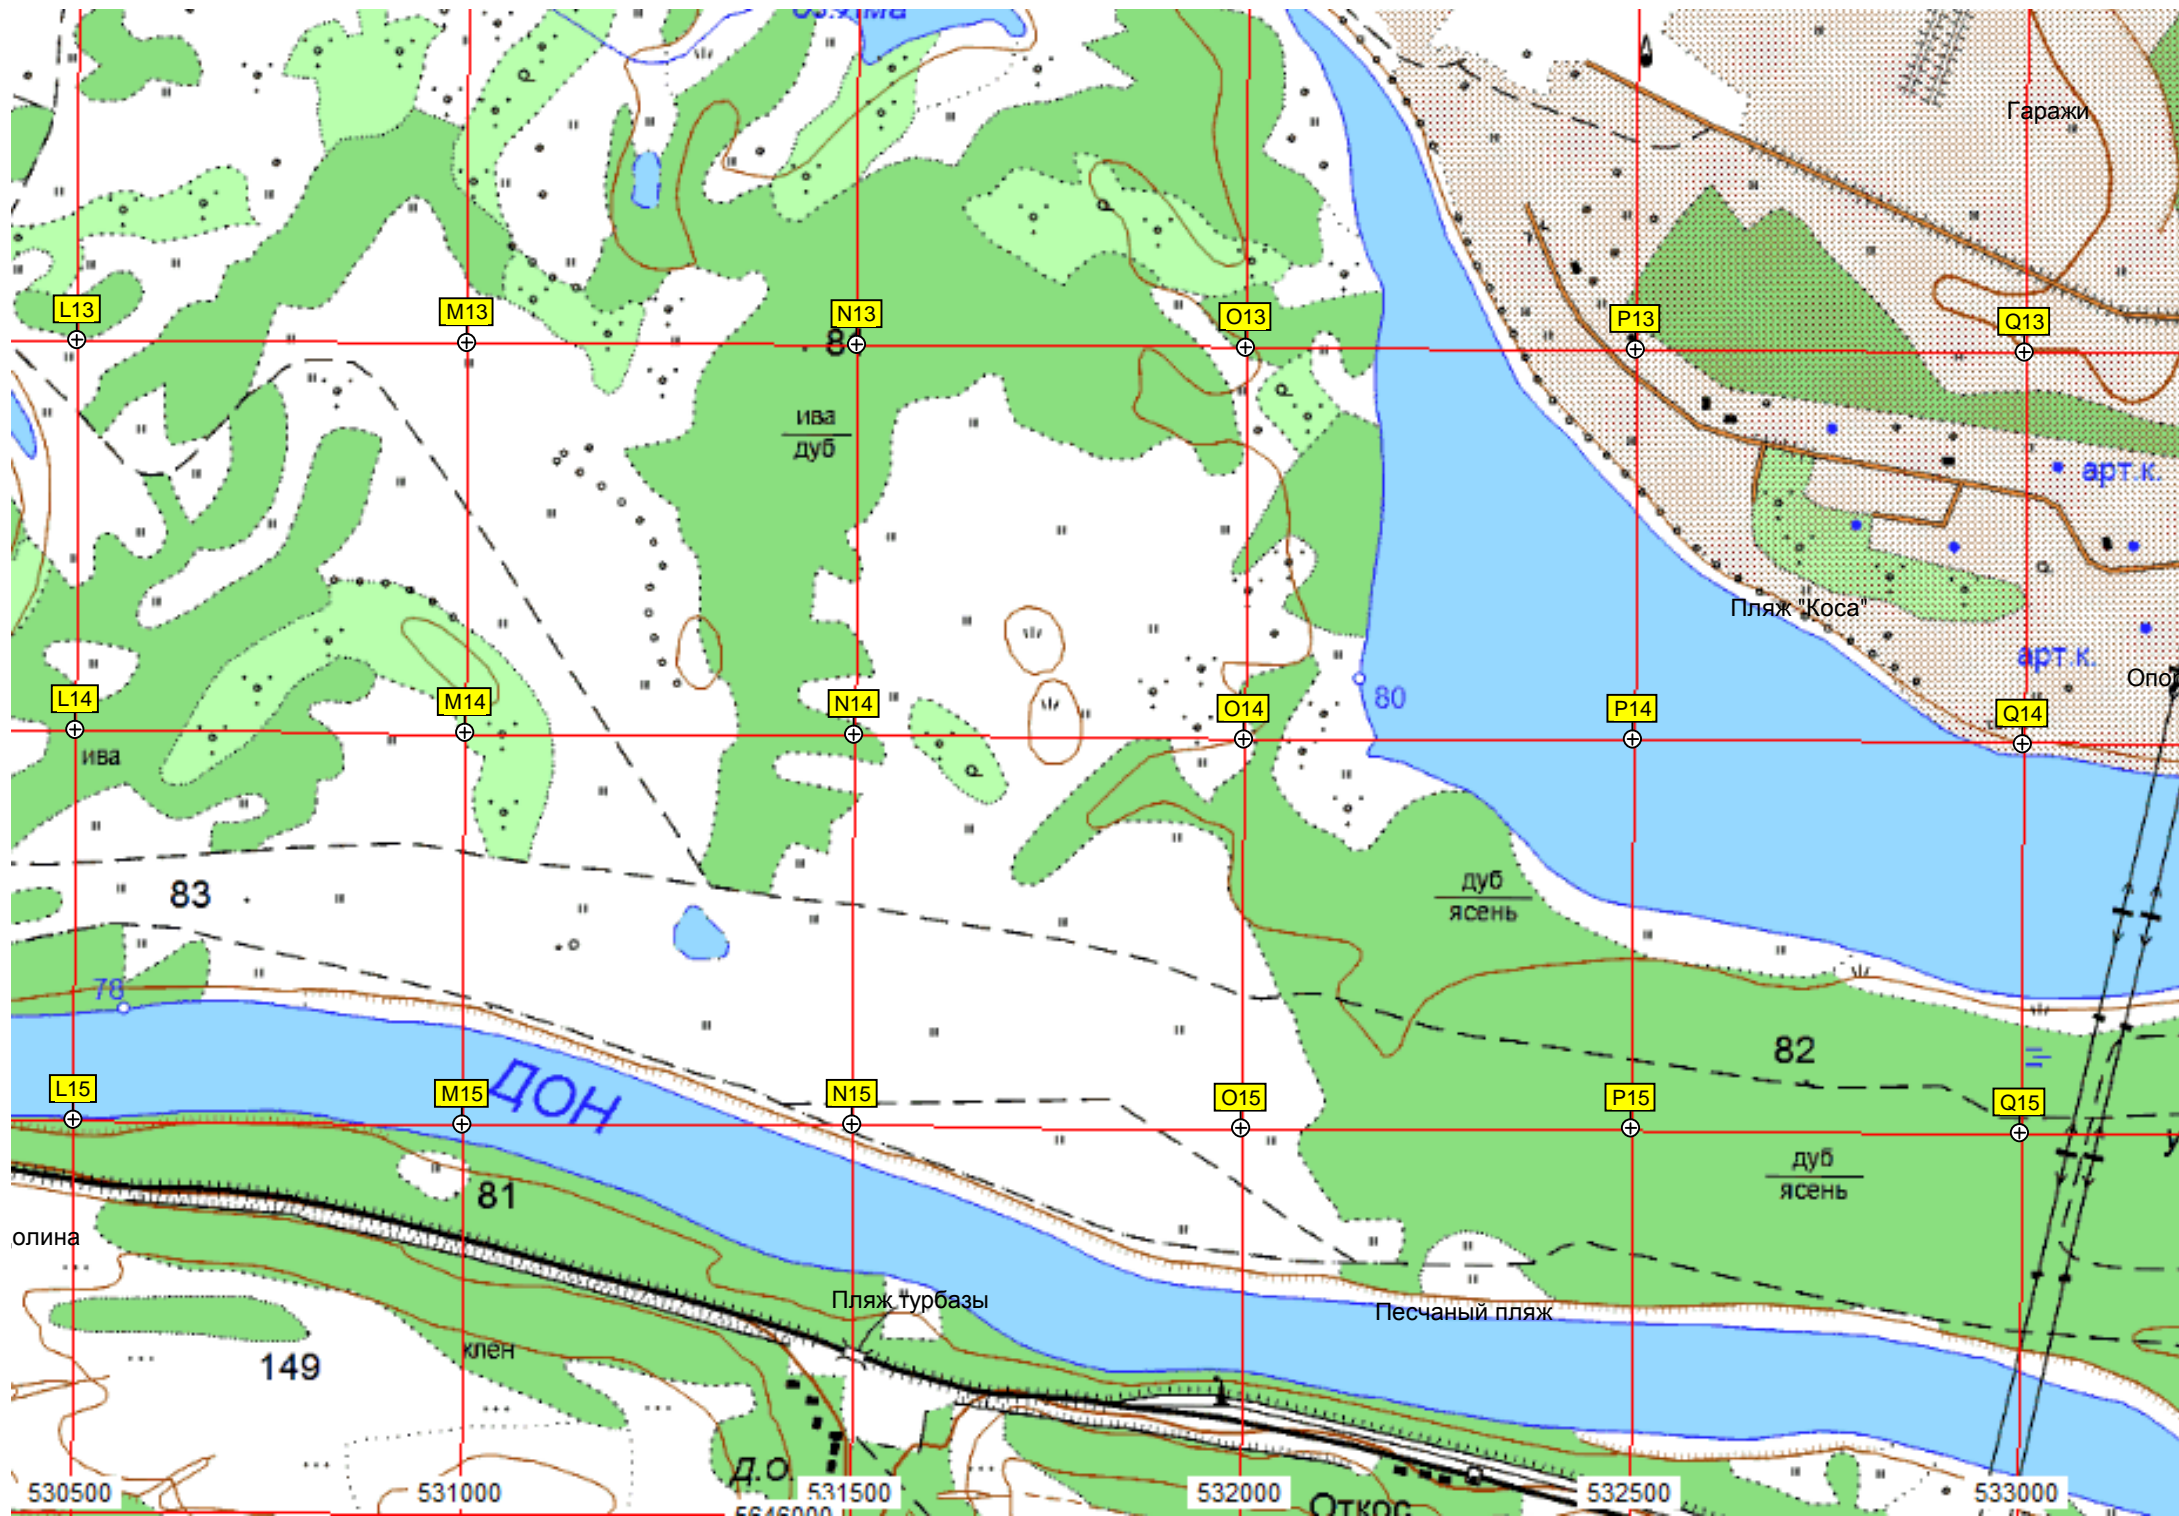 Гаражи
L13
M13
N13
O13
P13
Q13
ива
дуб
арт.к.
Пляж "Коса"
арт.к.
L14
M14
N14
O14
P14
Q14
80
ива
83
дуб
ясень
78
82
ДОН
L15
M15
N15
O15
P15
Q15
81
дуб
ясень
олина
Пляж турбазы
Песчаный пляж
149
клен
Д.О.
530500
531000
531500
532000
532500
533000
5646000
Откос